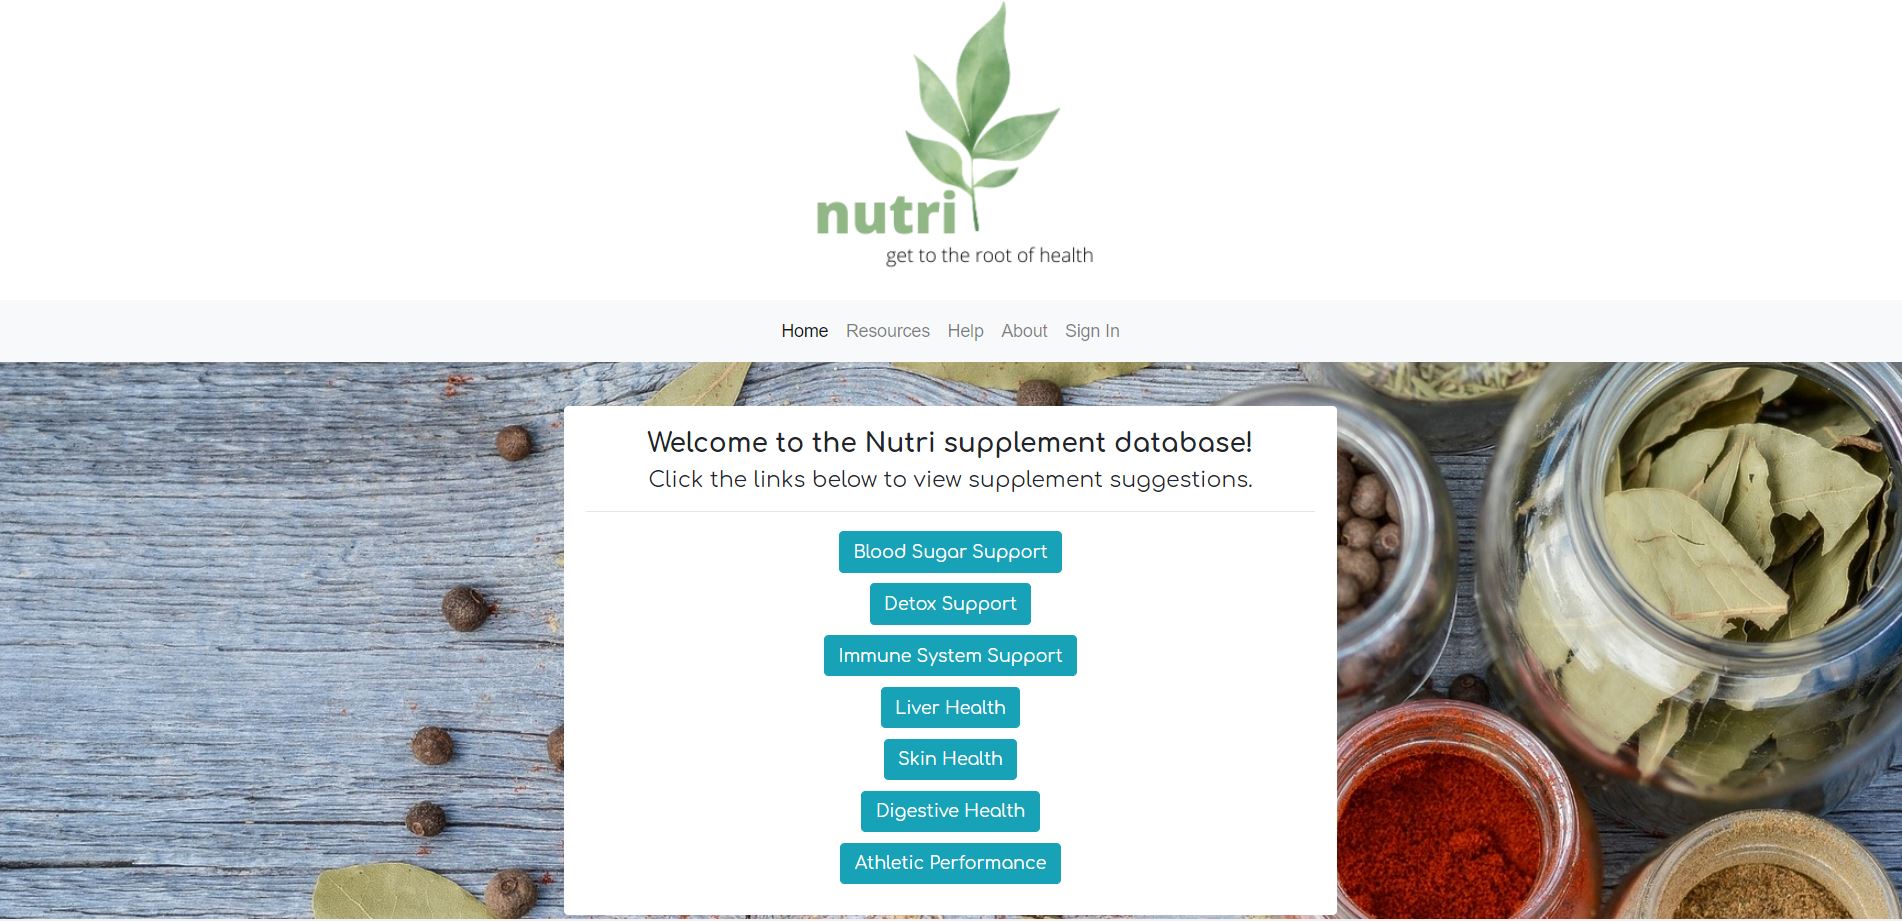 nutri
get to the root of health
Home Resources Help About Sign In
Welcome to the Nutri supplement database!
Click the links below to view supplement suggestions.
Blood Sugar Support
Detox Support
Immune System Support
Liver Health
Skin Health
Digestive Health
Athletic Performance